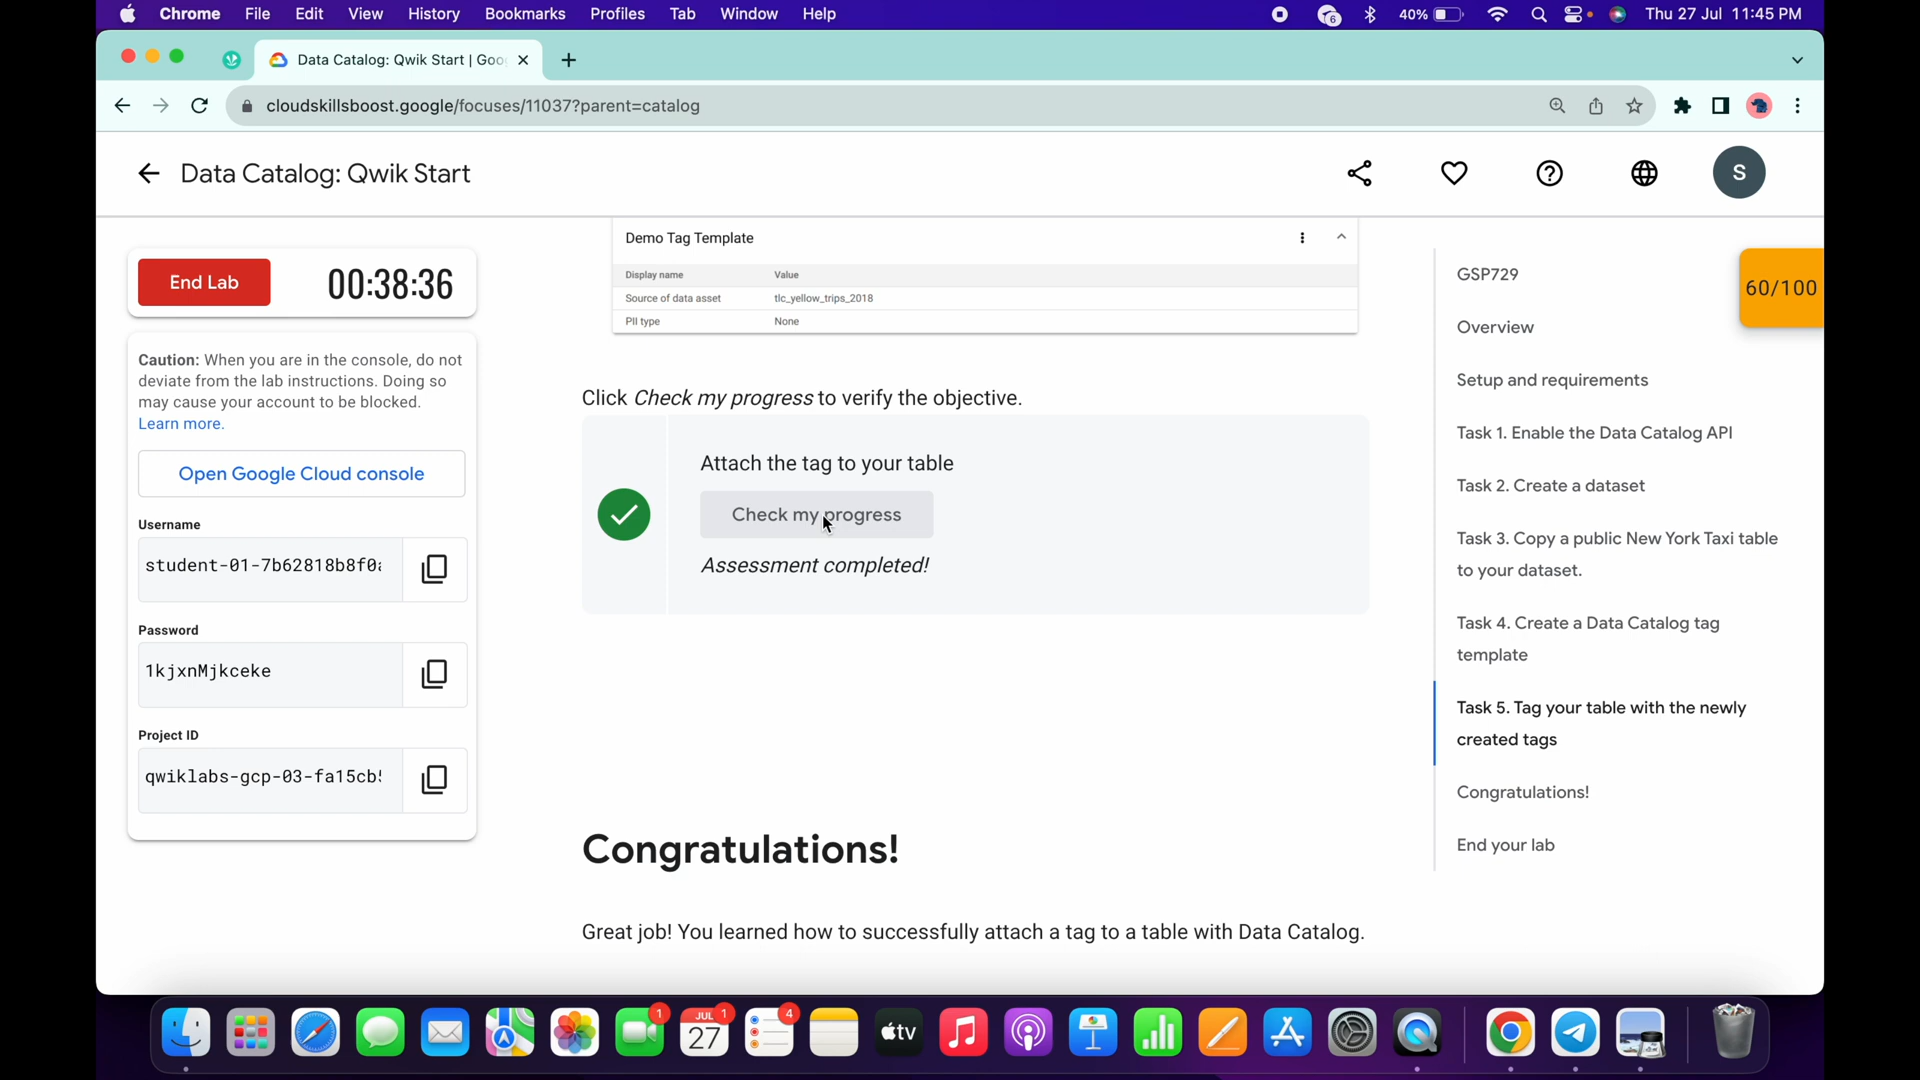 Chrome File Edit View History Bookmarks Profiles Tab Window Help 6 40% Thu 27 Jul 11:45 PM
Data Catalog: Qwik Start | Goo
cloudskillsboost.google/focuses/11037?parent=catalog
Data Catalog: Qwik Start
S
End Lab 00:38:36
Caution: When you are in the console, do not
deviate from the lab instructions. Doing so
may cause your account to be blocked.
Learn more.
Open Google Cloud console
Username
student-01-7b62818b8f0
Password
1kjxnMjkceke
Project ID
qwiklabs-gcp-03-fa15cb
Demo Tag Template
Display name Value
Source of data asset tlc_yellow_trips_2018
PII type None
Click Check my progress to verify the objective.
Attach the tag to your table
Check my progress
Assessment completed!
Congratulations!
Great job! You learned how to successfully attach a tag to a table with Data Catalog.
GSP729
Overview
Setup and requirements
Task 1. Enable the Data Catalog API
Task 2. Create a dataset
Task 3. Copy a public New York Taxi table
to your dataset.
Task 4. Create a Data Catalog tag
template
Task 5. Tag your table with the newly
created tags
Congratulations!
End your lab
60/100
1
JUL
27
1
4
tv